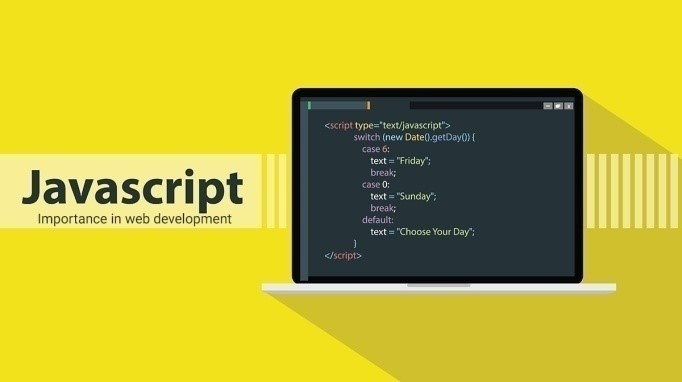 Javascript
Importance in web development
<script type="text/javascript">
switch (new Date().getDay()) {
case 6:
text = "Friday";
break;
case 0:
text = "Sunday";
break;
default:
text = "Choose Your Day";
}
</script>